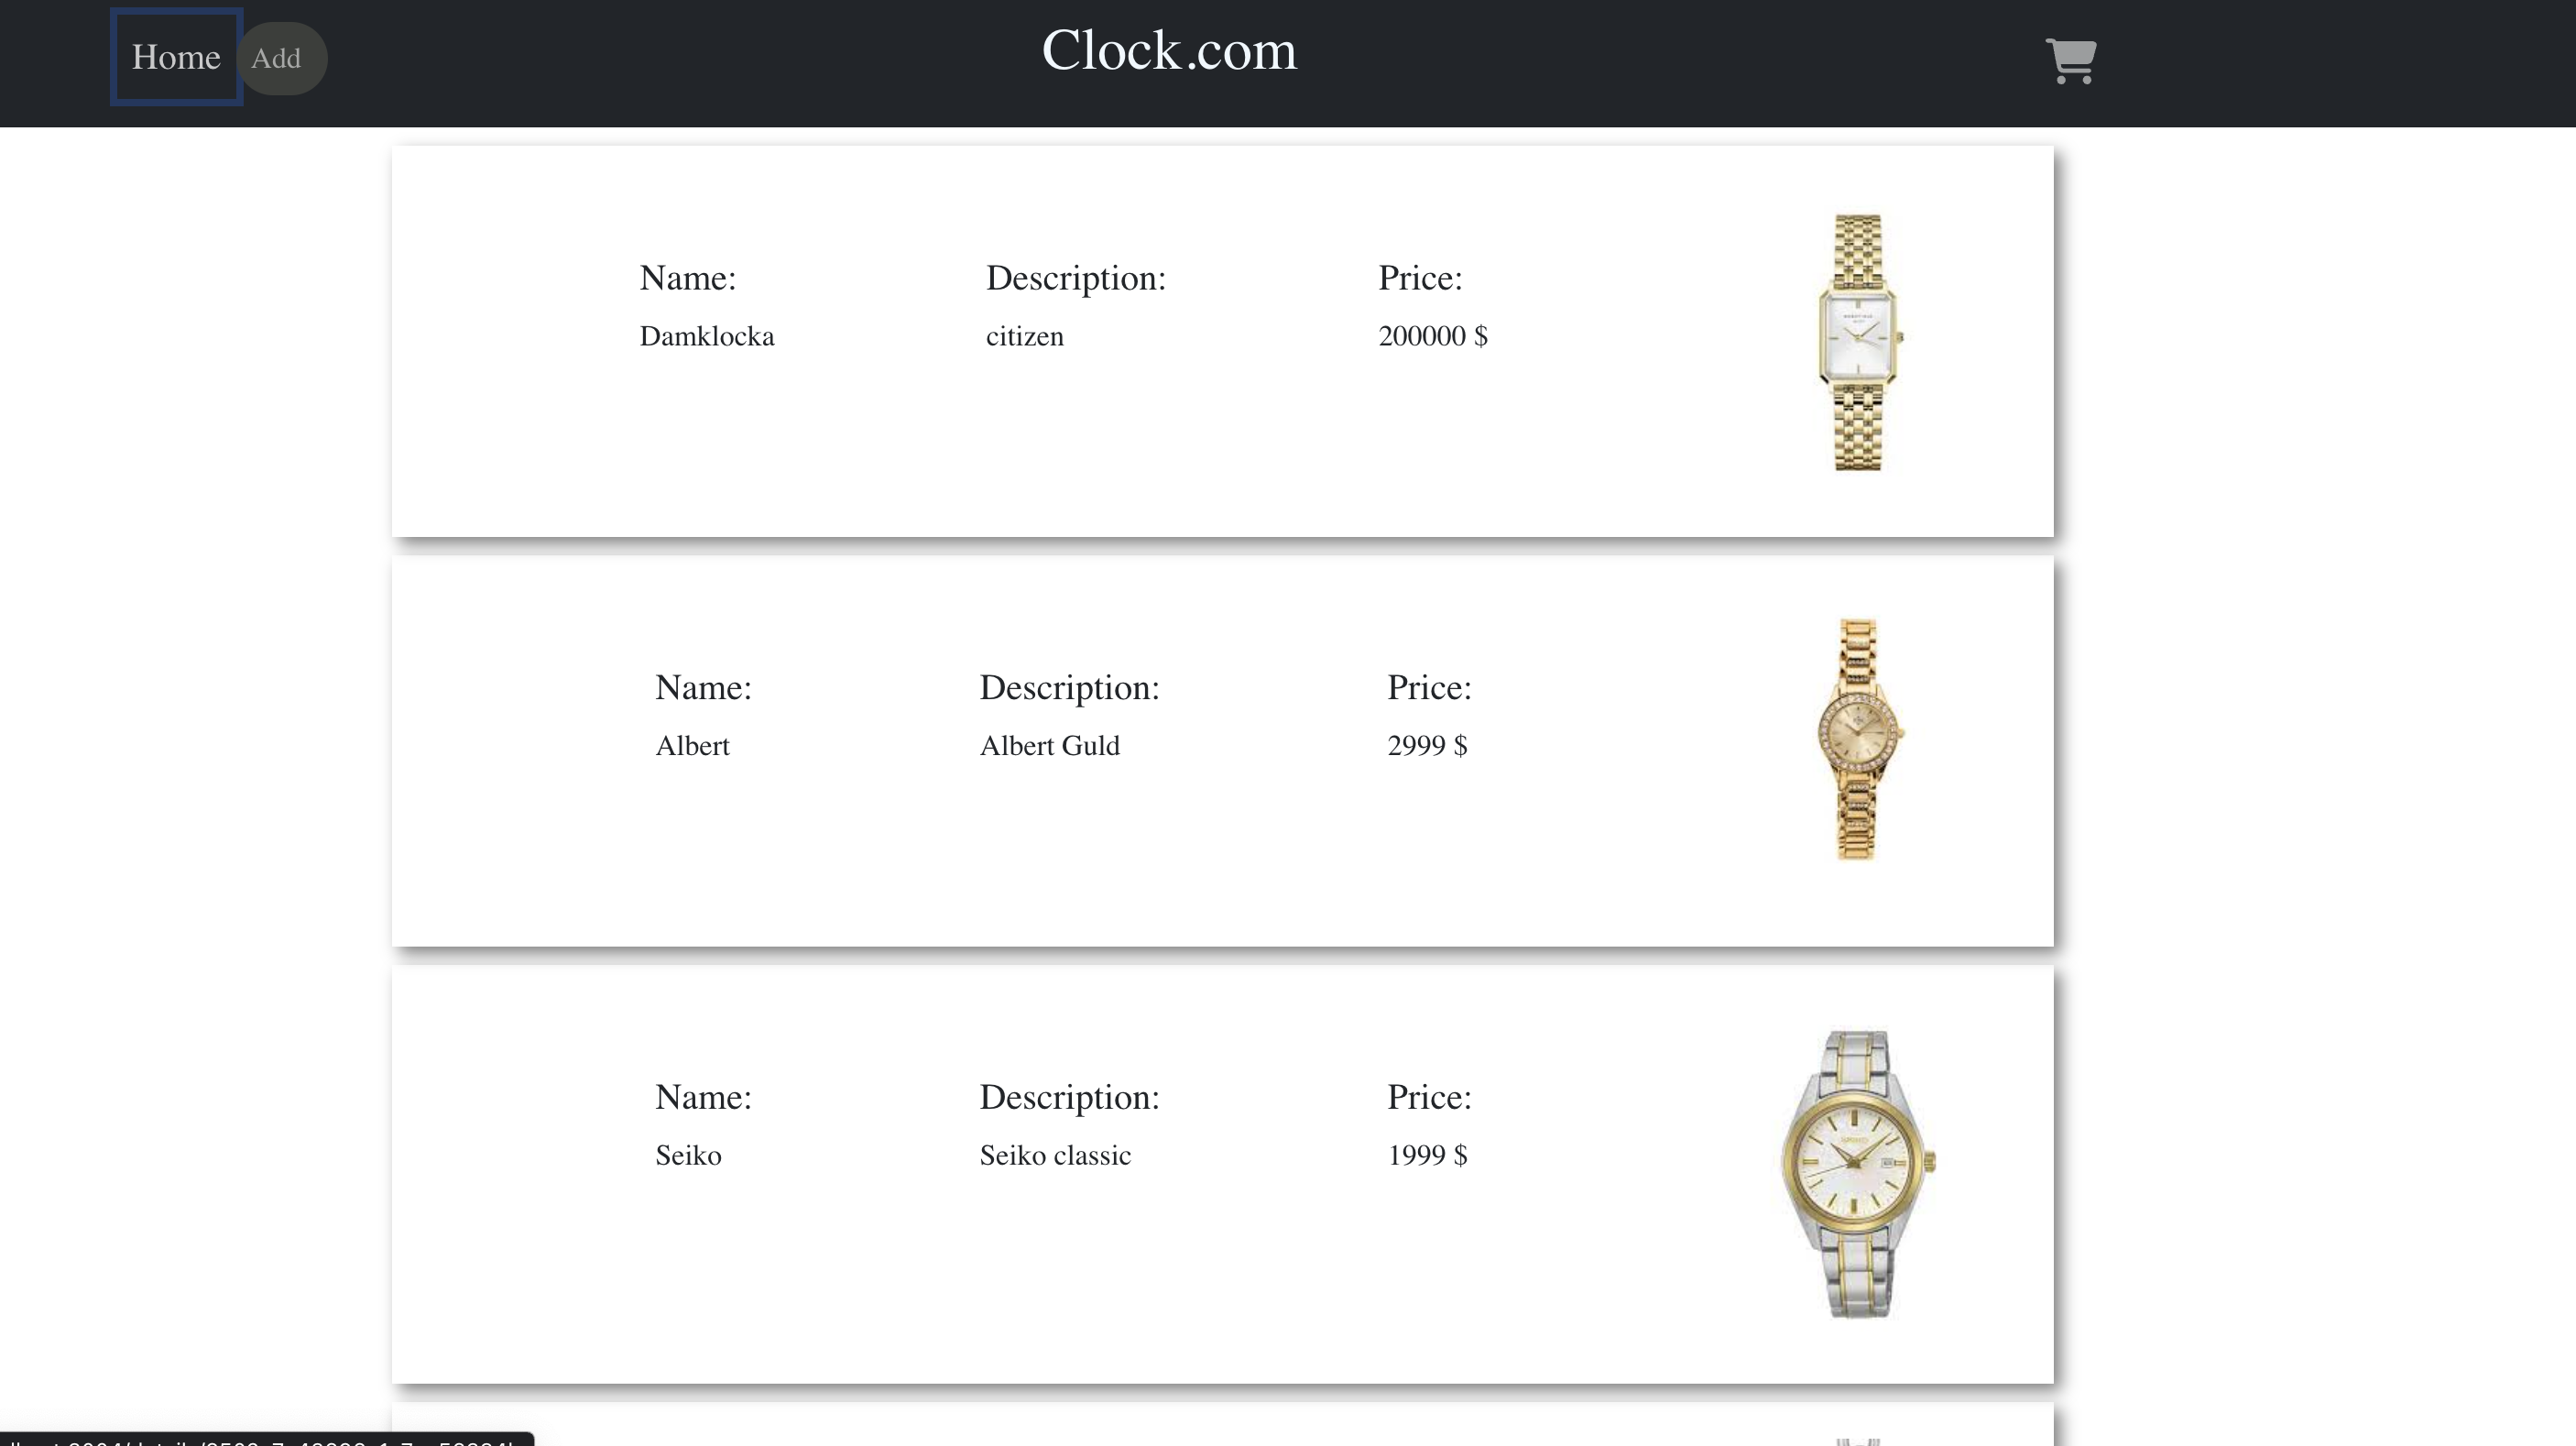 Home Add Clock.com
Name: Description: Price:
Damklocka citizen 200000 $
Name: Description: Price:
Albert Albert Guld 2999 $
Name: Description: Price:
Seiko Seiko classic 1999 $